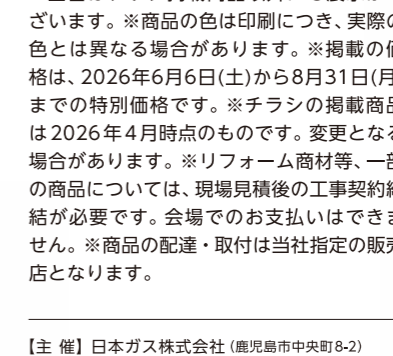 ざいます。※商品の色は印刷につき、実際の
色とは異なる場合があります。※掲載の価
格は、2026年6月6日(土)から8月31日(月)
までの特別価格です。※チラシの掲載商品
は2026年4月時点のものです。変更となる
場合があります。※リフォーム商材等、一部
の商品については、現場見積後の工事契約締
結が必要です。会場でのお支払いはできま
せん。※商品の配達・取付は当社指定の販売
店となります。
【主 催】日本ガス株式会社(鹿児島市中央町8-2)